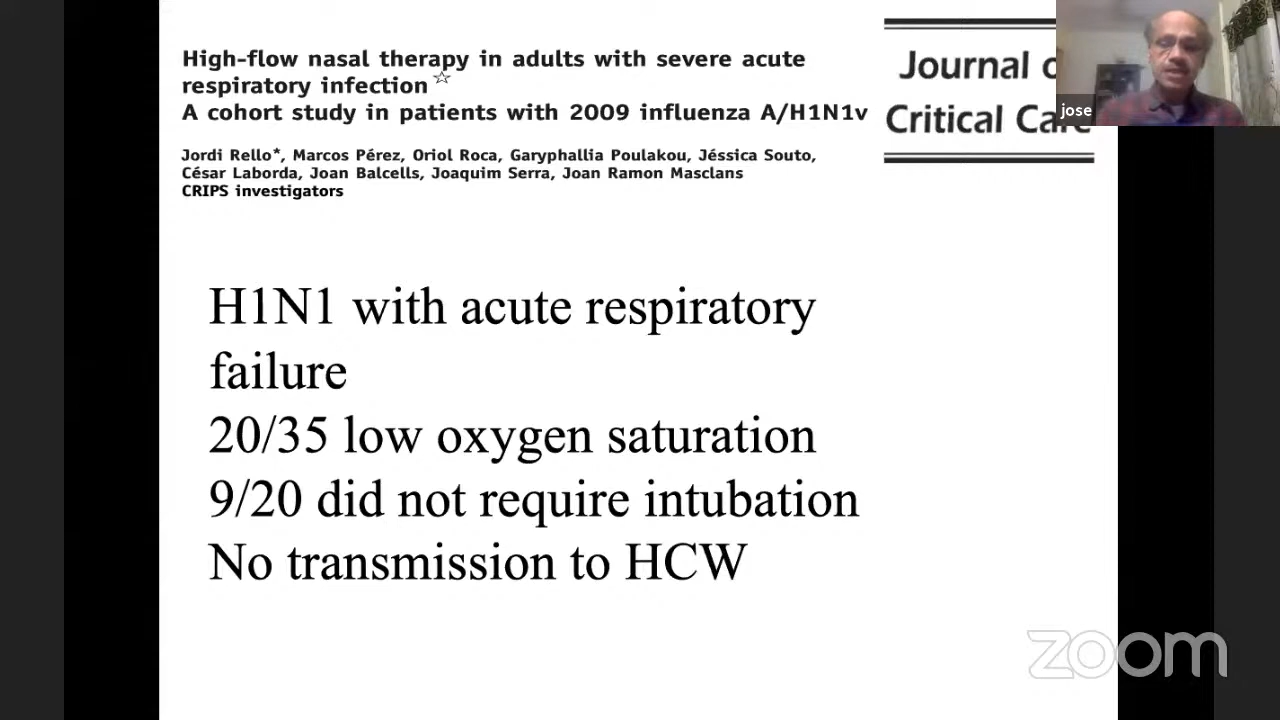 High-flow nasal therapy in adults with severe acute
respiratory infection☆
A cohort study in patients with 2009 influenza A/H1N1v
Jordi Rello*, Marcos Pérez, Oriol Roca, Garyphallia Poulakou, Jéssica Souto,
César Laborda, Joan Balcells, Joaquim Serra, Joan Ramon Masclans
CRIPS investigators
Journal
Critical Care
jose
H1N1 with acute respiratory
failure
20/35 low oxygen saturation
9/20 did not require intubation
No transmission to HCW
zoom